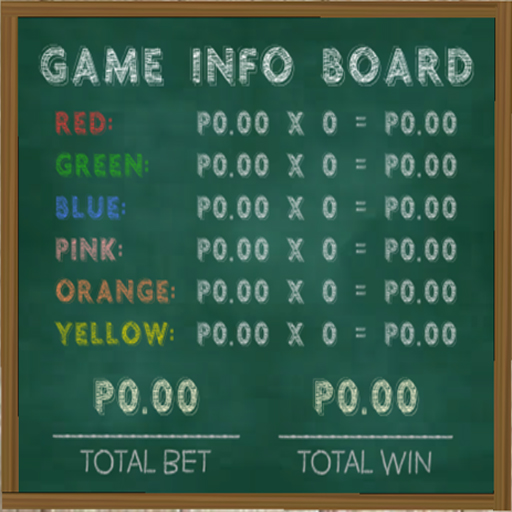 GAME INFO BOARD
RED: P0.00 X 0 = P0.00
GREEN: P0.00 X 0 = P0.00
BLUE: P0.00 X 0 = P0.00
PINK: P0.00 X 0 = P0.00
ORANGE: P0.00 X 0 = P0.00
YELLOW: P0.00 X 0 = P0.00
P0.00 P0.00
TOTAL BET TOTAL WIN